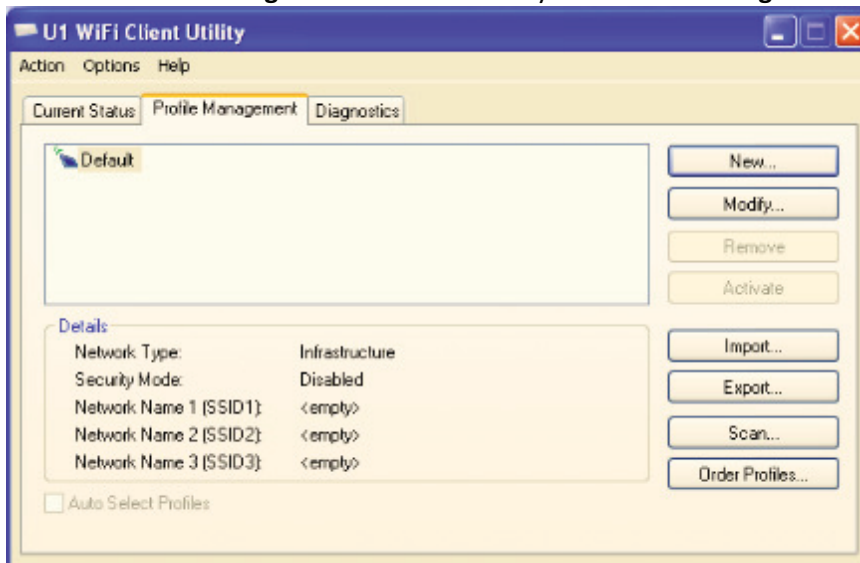 U1 WiFi Client Utility
Action Options Help
Current Status Profile Management Diagnostics
Default
New...
Modify...
Remove
Activate
Details
Network Type: Infrastructure
Security Mode: Disabled
Network Name 1 (SSID1): <empty>
Network Name 2 (SSID2): <empty>
Network Name 3 (SSID3): <empty>
Import...
Export...
Scan...
Order Profiles...
Auto Select Profiles